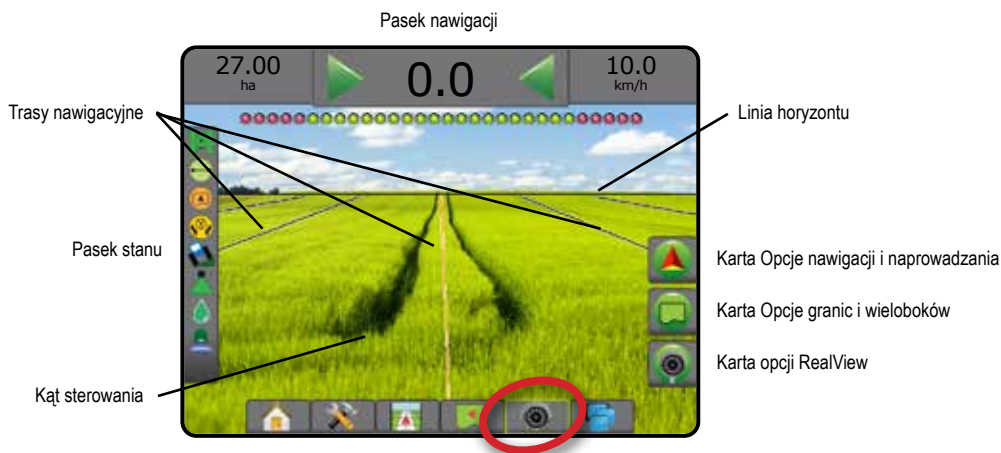 Pasek nawigacji
27.00
ha
0.0
10.0
km/h
Trasy nawigacyjne
Linia horyzontu
Pasek stanu
Karta Opcje nawigacji i naprowadzania
Karta Opcje granic i wieloboków
Karta opcji RealView
Kąt sterowania